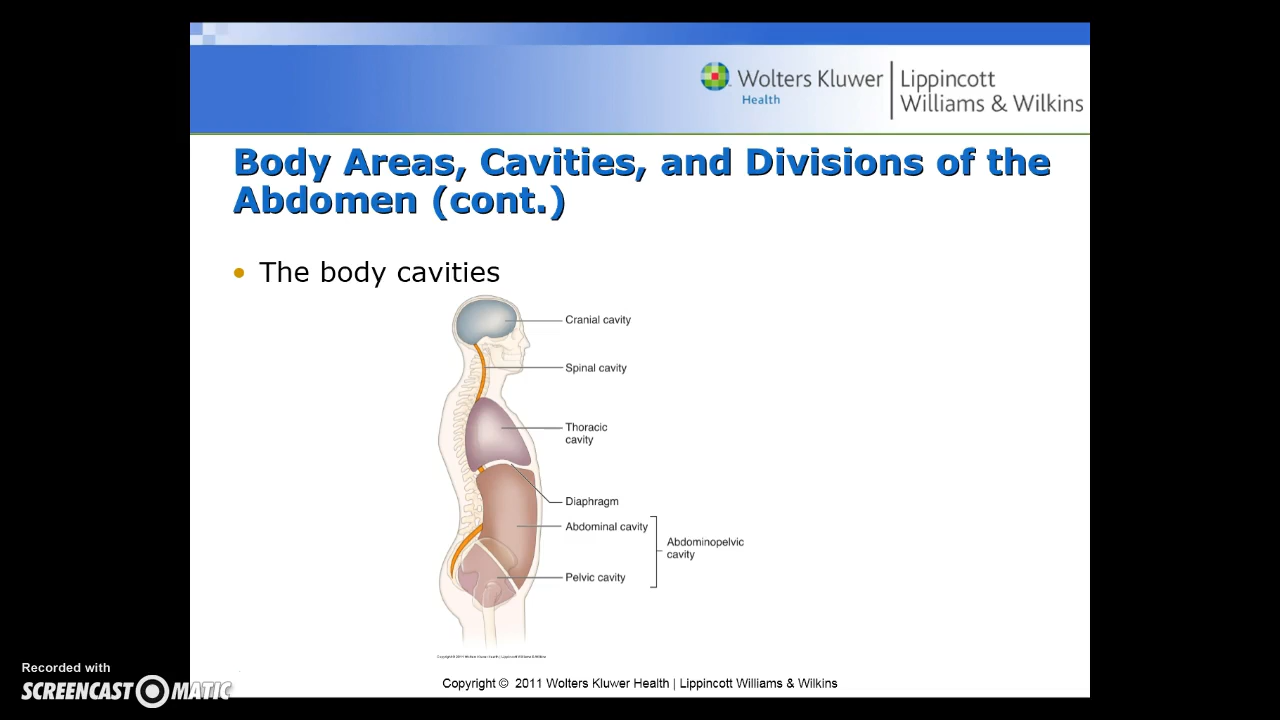 Wolters Kluwer
Health
Lippincott
Williams & Wilkins
Body Areas, Cavities, and Divisions of the
Abdomen (cont.)
• The body cavities
Cranial cavity
Spinal cavity
Thoracic
cavity
Diaphragm
Abdominal cavity
Abdominopelvic
cavity
Pelvic cavity
Copyright © 2011 Wolters Kluwer Health | Lippincott Williams & Wilkins
Copyright © 2011 Wolters Kluwer Health | Lippincott Williams & Wilkins
Recorded with
SCREENCAST MATIC